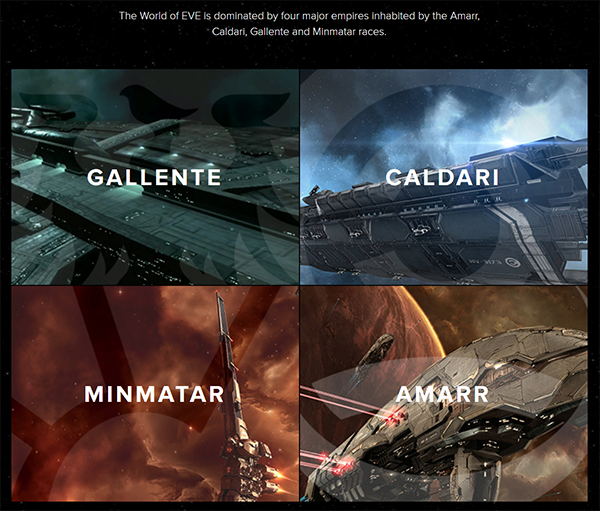 The World of EVE is dominated by four major empires inhabited by the Amarr,
Caldari, Gallente and Minmatar races.
GALLENTE
CALDARI
MINMATAR
AMARR